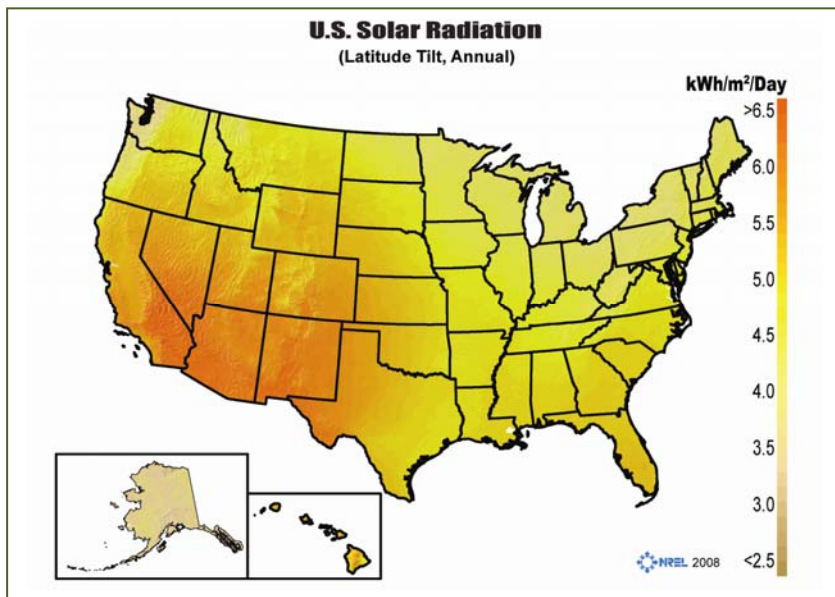 U.S. Solar Radiation
(Latitude Tilt, Annual)
kWh/m²/Day
>6.5
6.0
5.5
5.0
4.5
4.0
3.5
3.0
<2.5
NREL 2008